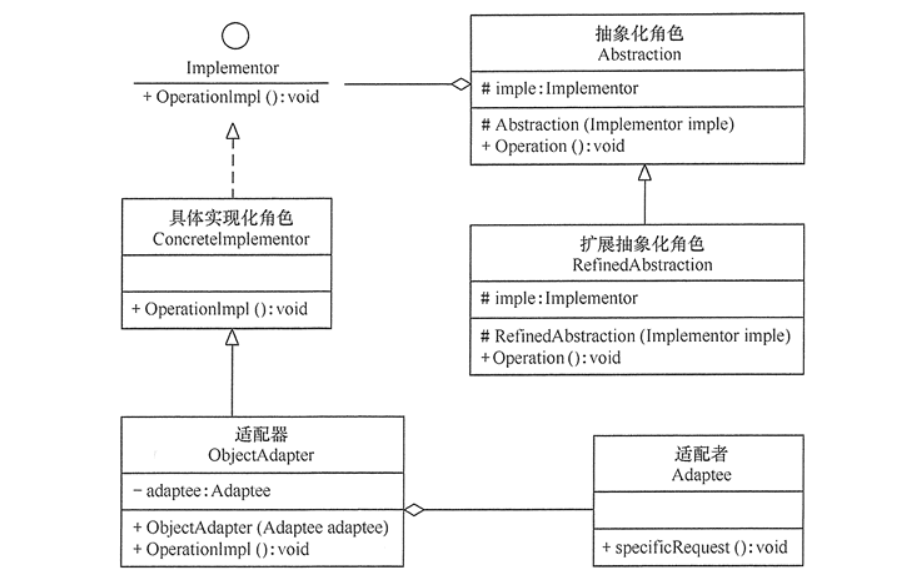 Implementor
+ OperationImpl ( ) : void
抽象化角色
Abstraction
# imple : Implementor
# Abstraction (Implementor imple)
+ Operation ( ) : void
具体实现化角色
ConcreteImplementor
+ OperationImpl ( ) : void
扩展抽象化角色
RefinedAbstraction
# imple : Implementor
# RefinedAbstraction (Implementor imple)
+ Operation ( ) : void
适配器
ObjectAdapter
− adaptee : Adaptee
+ ObjectAdapter (Adaptee adaptee)
+ OperationImpl ( ) : void
适配者
Adaptee
+ specificRequest ( ) : void